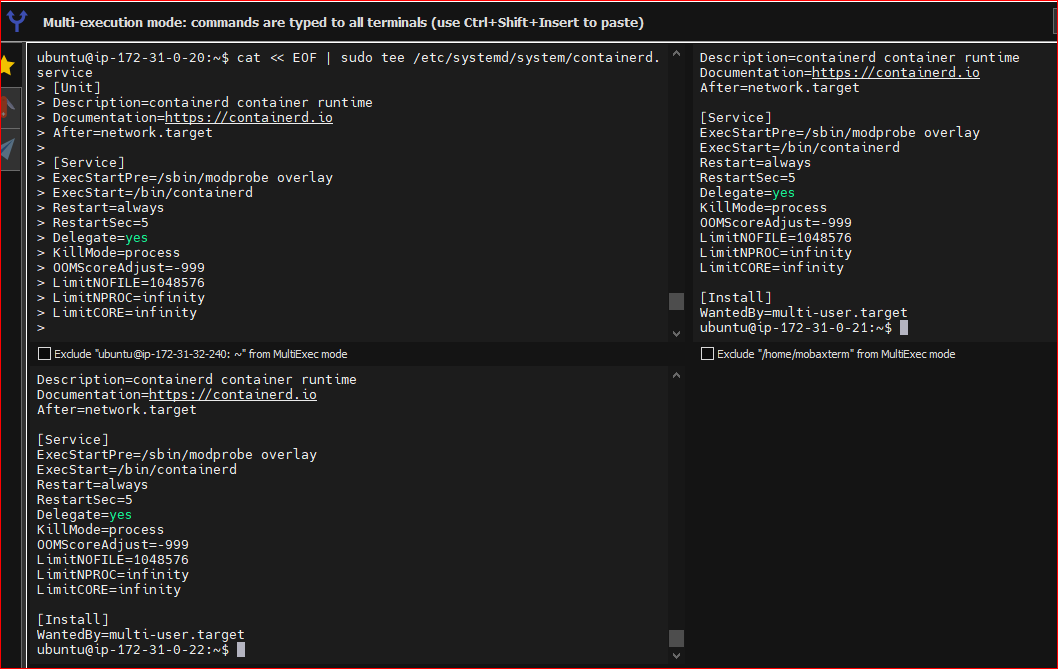 Multi-execution mode: commands are typed to all terminals (use Ctrl+Shift+Insert to paste)
ubuntu@ip-172-31-0-20:~$ cat << EOF | sudo tee /etc/systemd/system/containerd.
service
> [Unit]
> Description=containerd container runtime
> Documentation=https://containerd.io
> After=network.target
>
> [Service]
> ExecStartPre=/sbin/modprobe overlay
> ExecStart=/bin/containerd
> Restart=always
> RestartSec=5
> Delegate=yes
> KillMode=process
> OOMScoreAdjust=-999
> LimitNOFILE=1048576
> LimitNPROC=infinity
> LimitCORE=infinity
>
Description=containerd container runtime
Documentation=https://containerd.io
After=network.target
[Service]
ExecStartPre=/sbin/modprobe overlay
ExecStart=/bin/containerd
Restart=always
RestartSec=5
Delegate=yes
KillMode=process
OOMScoreAdjust=-999
LimitNOFILE=1048576
LimitNPROC=infinity
LimitCORE=infinity
[Install]
WantedBy=multi-user.target
ubuntu@ip-172-31-0-21:~$
Exclude "ubuntu@ip-172-31-32-240: ~" from MultiExec mode
Exclude "/home/mobaxterm" from MultiExec mode
Description=containerd container runtime
Documentation=https://containerd.io
After=network.target
[Service]
ExecStartPre=/sbin/modprobe overlay
ExecStart=/bin/containerd
Restart=always
RestartSec=5
Delegate=yes
KillMode=process
OOMScoreAdjust=-999
LimitNOFILE=1048576
LimitNPROC=infinity
LimitCORE=infinity
[Install]
WantedBy=multi-user.target
ubuntu@ip-172-31-0-22:~$